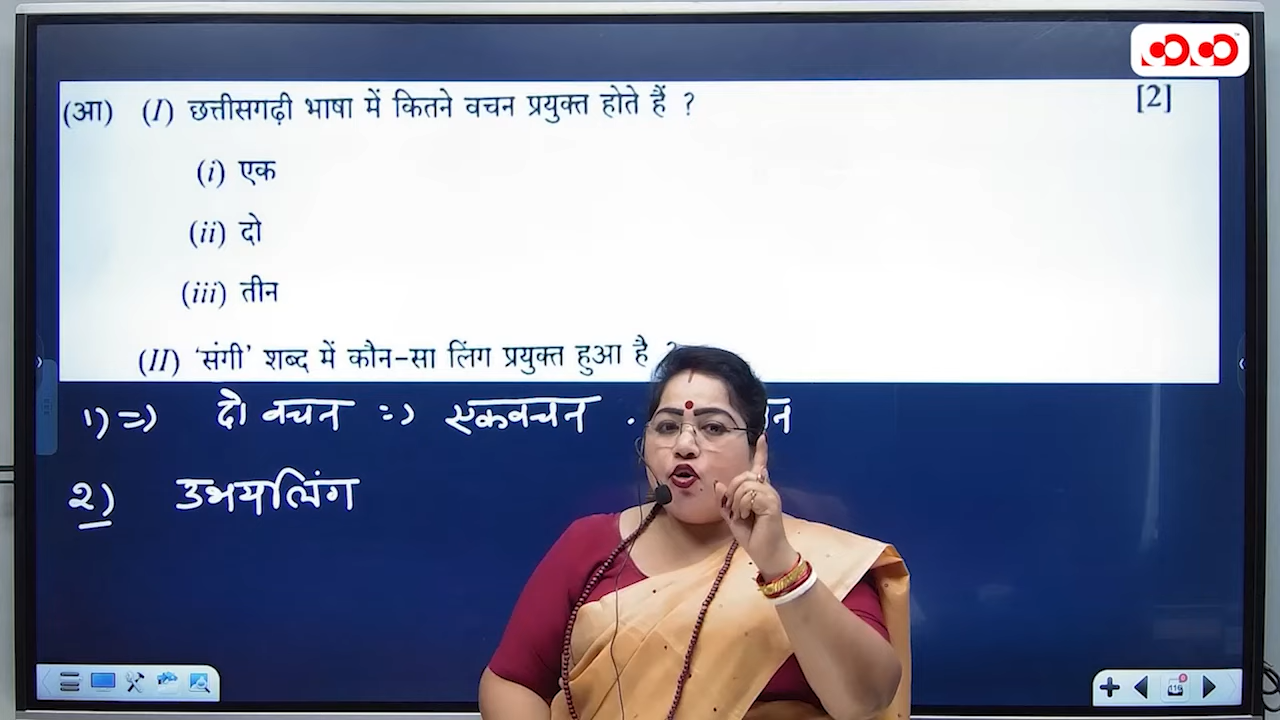 (आ) (I) छत्तीसगढ़ी भाषा में कितने वचन प्रयुक्त होते हैं ? [2]
(i) एक
(ii) दो
(iii) तीन
(II) ‘संगी’ शब्द में कौन-सा लिंग प्रयुक्त हुआ है
1) => दो वचन => एकवचन .
2) उभयलिंग